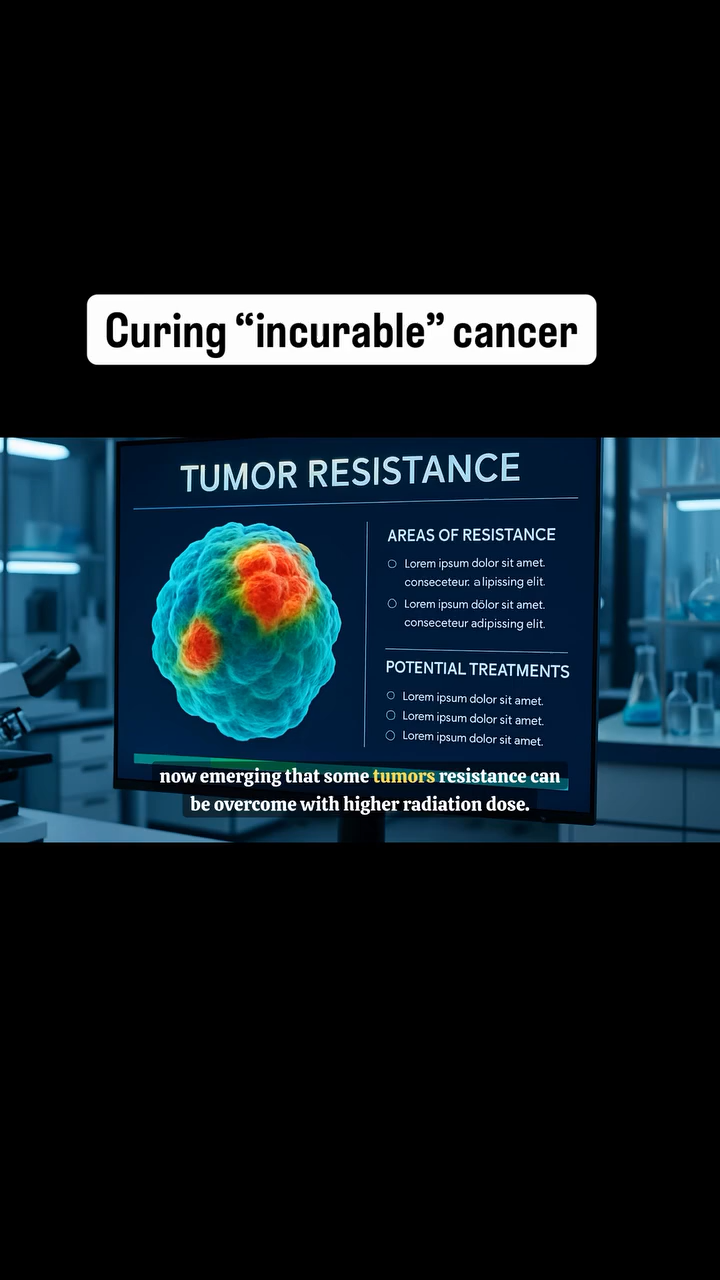 Curing “incurable” cancer
TUMOR RESISTANCE
AREAS OF RESISTANCE
Lorem ipsum dolor sit amet.
conseceteur. a lipissing elit.
Lorem ipsum dölor sit amet.
conseceteur adipissing elit.
POTENTIAL TREATMENTS
Lorem ipsum dolor sit amet.
Lorem ipsum dolor sit amet.
Lorem ipsum dolor sit amet.
now emerging that some tumors resistance can
be overcome with higher radiation dose.